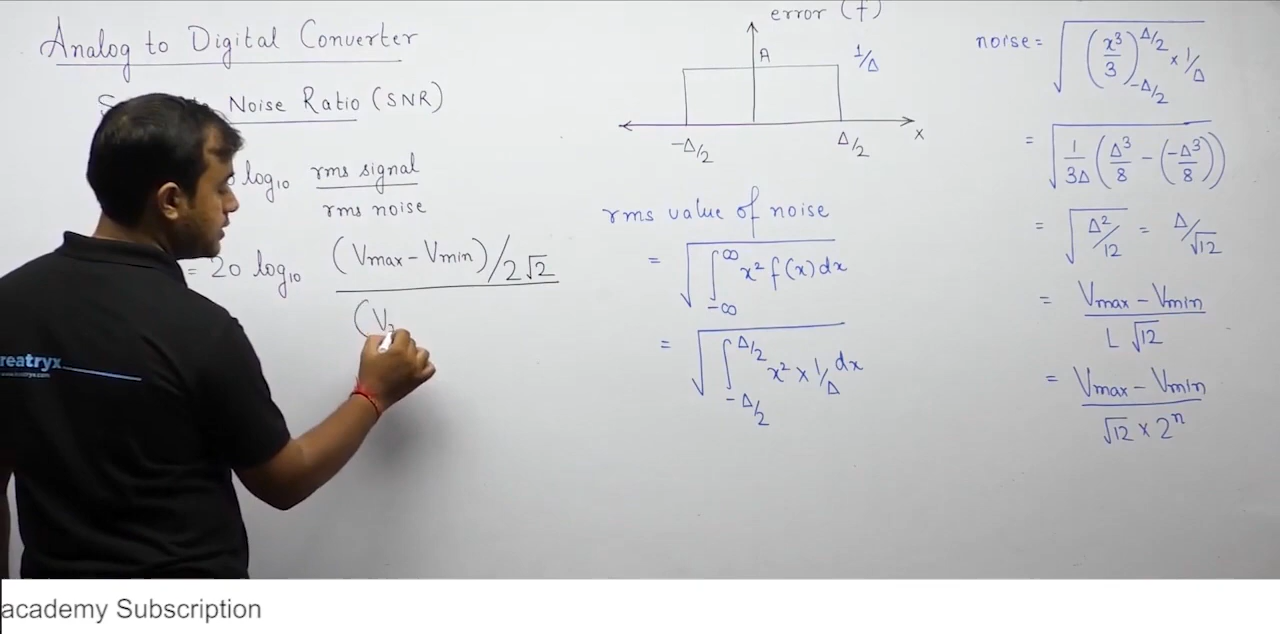 Analog to Digital Converter
Noise Ratio (SNR)
log₁₀ rms signal
rms noise
= 20 log₁₀ (Vmax - Vmin)/2√2
(V
error (f)
A
1/Δ
-Δ/2
Δ/2
x
rms value of noise
= √∫_{-∞}^{∞} x² f(x) dx
= √∫_{-Δ/2}^{Δ/2} x² × 1/Δ dx
noise = √(x³/3)_{-Δ/2}^{Δ/2} × 1/Δ
= √1/3Δ (Δ³/8 - (-Δ³/8))
= √Δ²/12 = Δ/√12
= Vmax - Vmin
L √12
= Vmax - Vmin
√12 × 2ⁿ
reatryx
academy Subscription